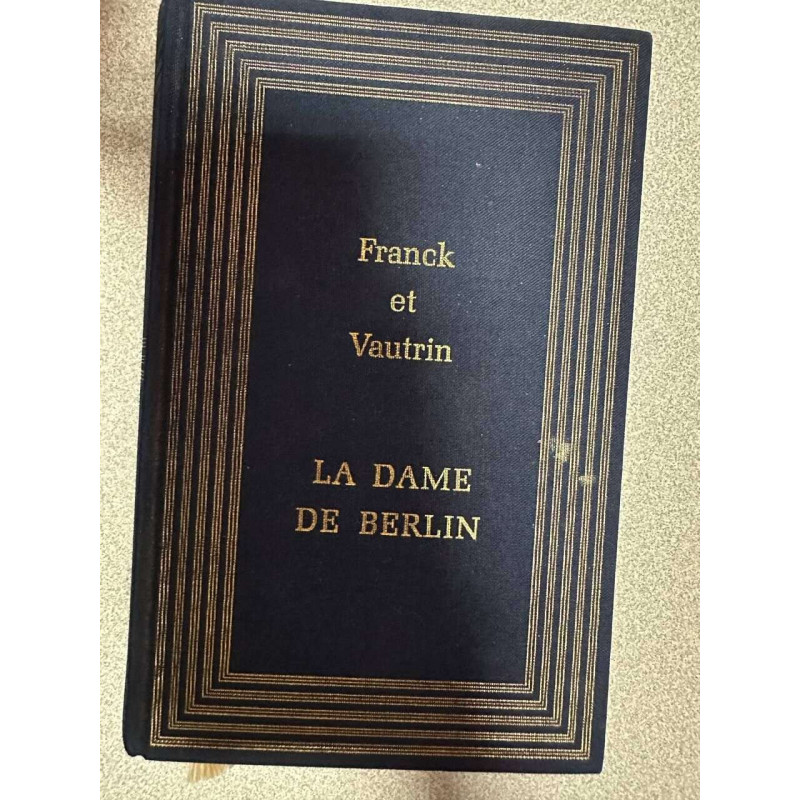 Franck
et
Vautrin
LA DAME
DE BERLIN